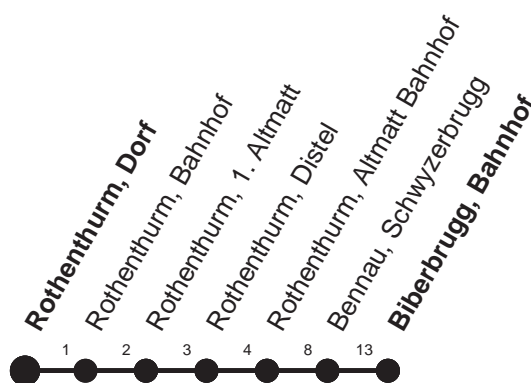 Rothenthurm, Dorf
Rothenthurm, Bahnhof
Rothenthurm, 1. Altmatt
Rothenthurm, Distel
Rothenthurm, Altmatt Bahnhof
Bennau, Schwyzerbrugg
Biberbrugg, Bahnhof
1 2 3 4 8 13